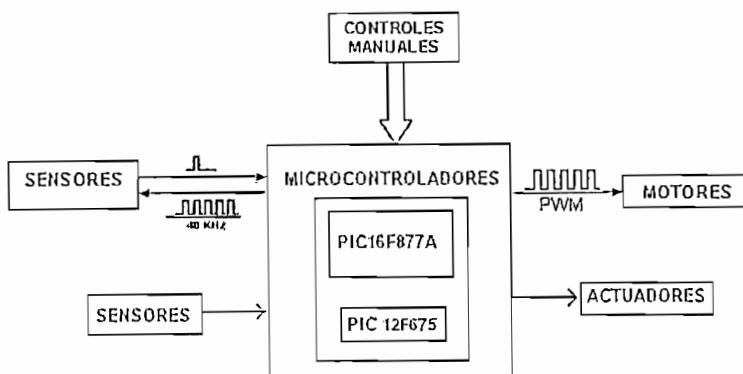 CONTROLES
MANUALES
SENSORES
MICROCONTROLADORES
PWM
MOTORES
40 KHZ
PIC16F877A
SENSORES
PIC 12F675
ACTUADORES